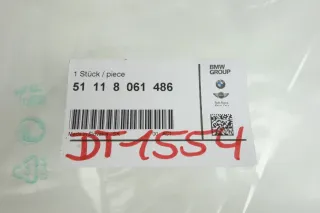 1 Stück / piece
BMW
GROUP
51 11 8 061 486
DT1554